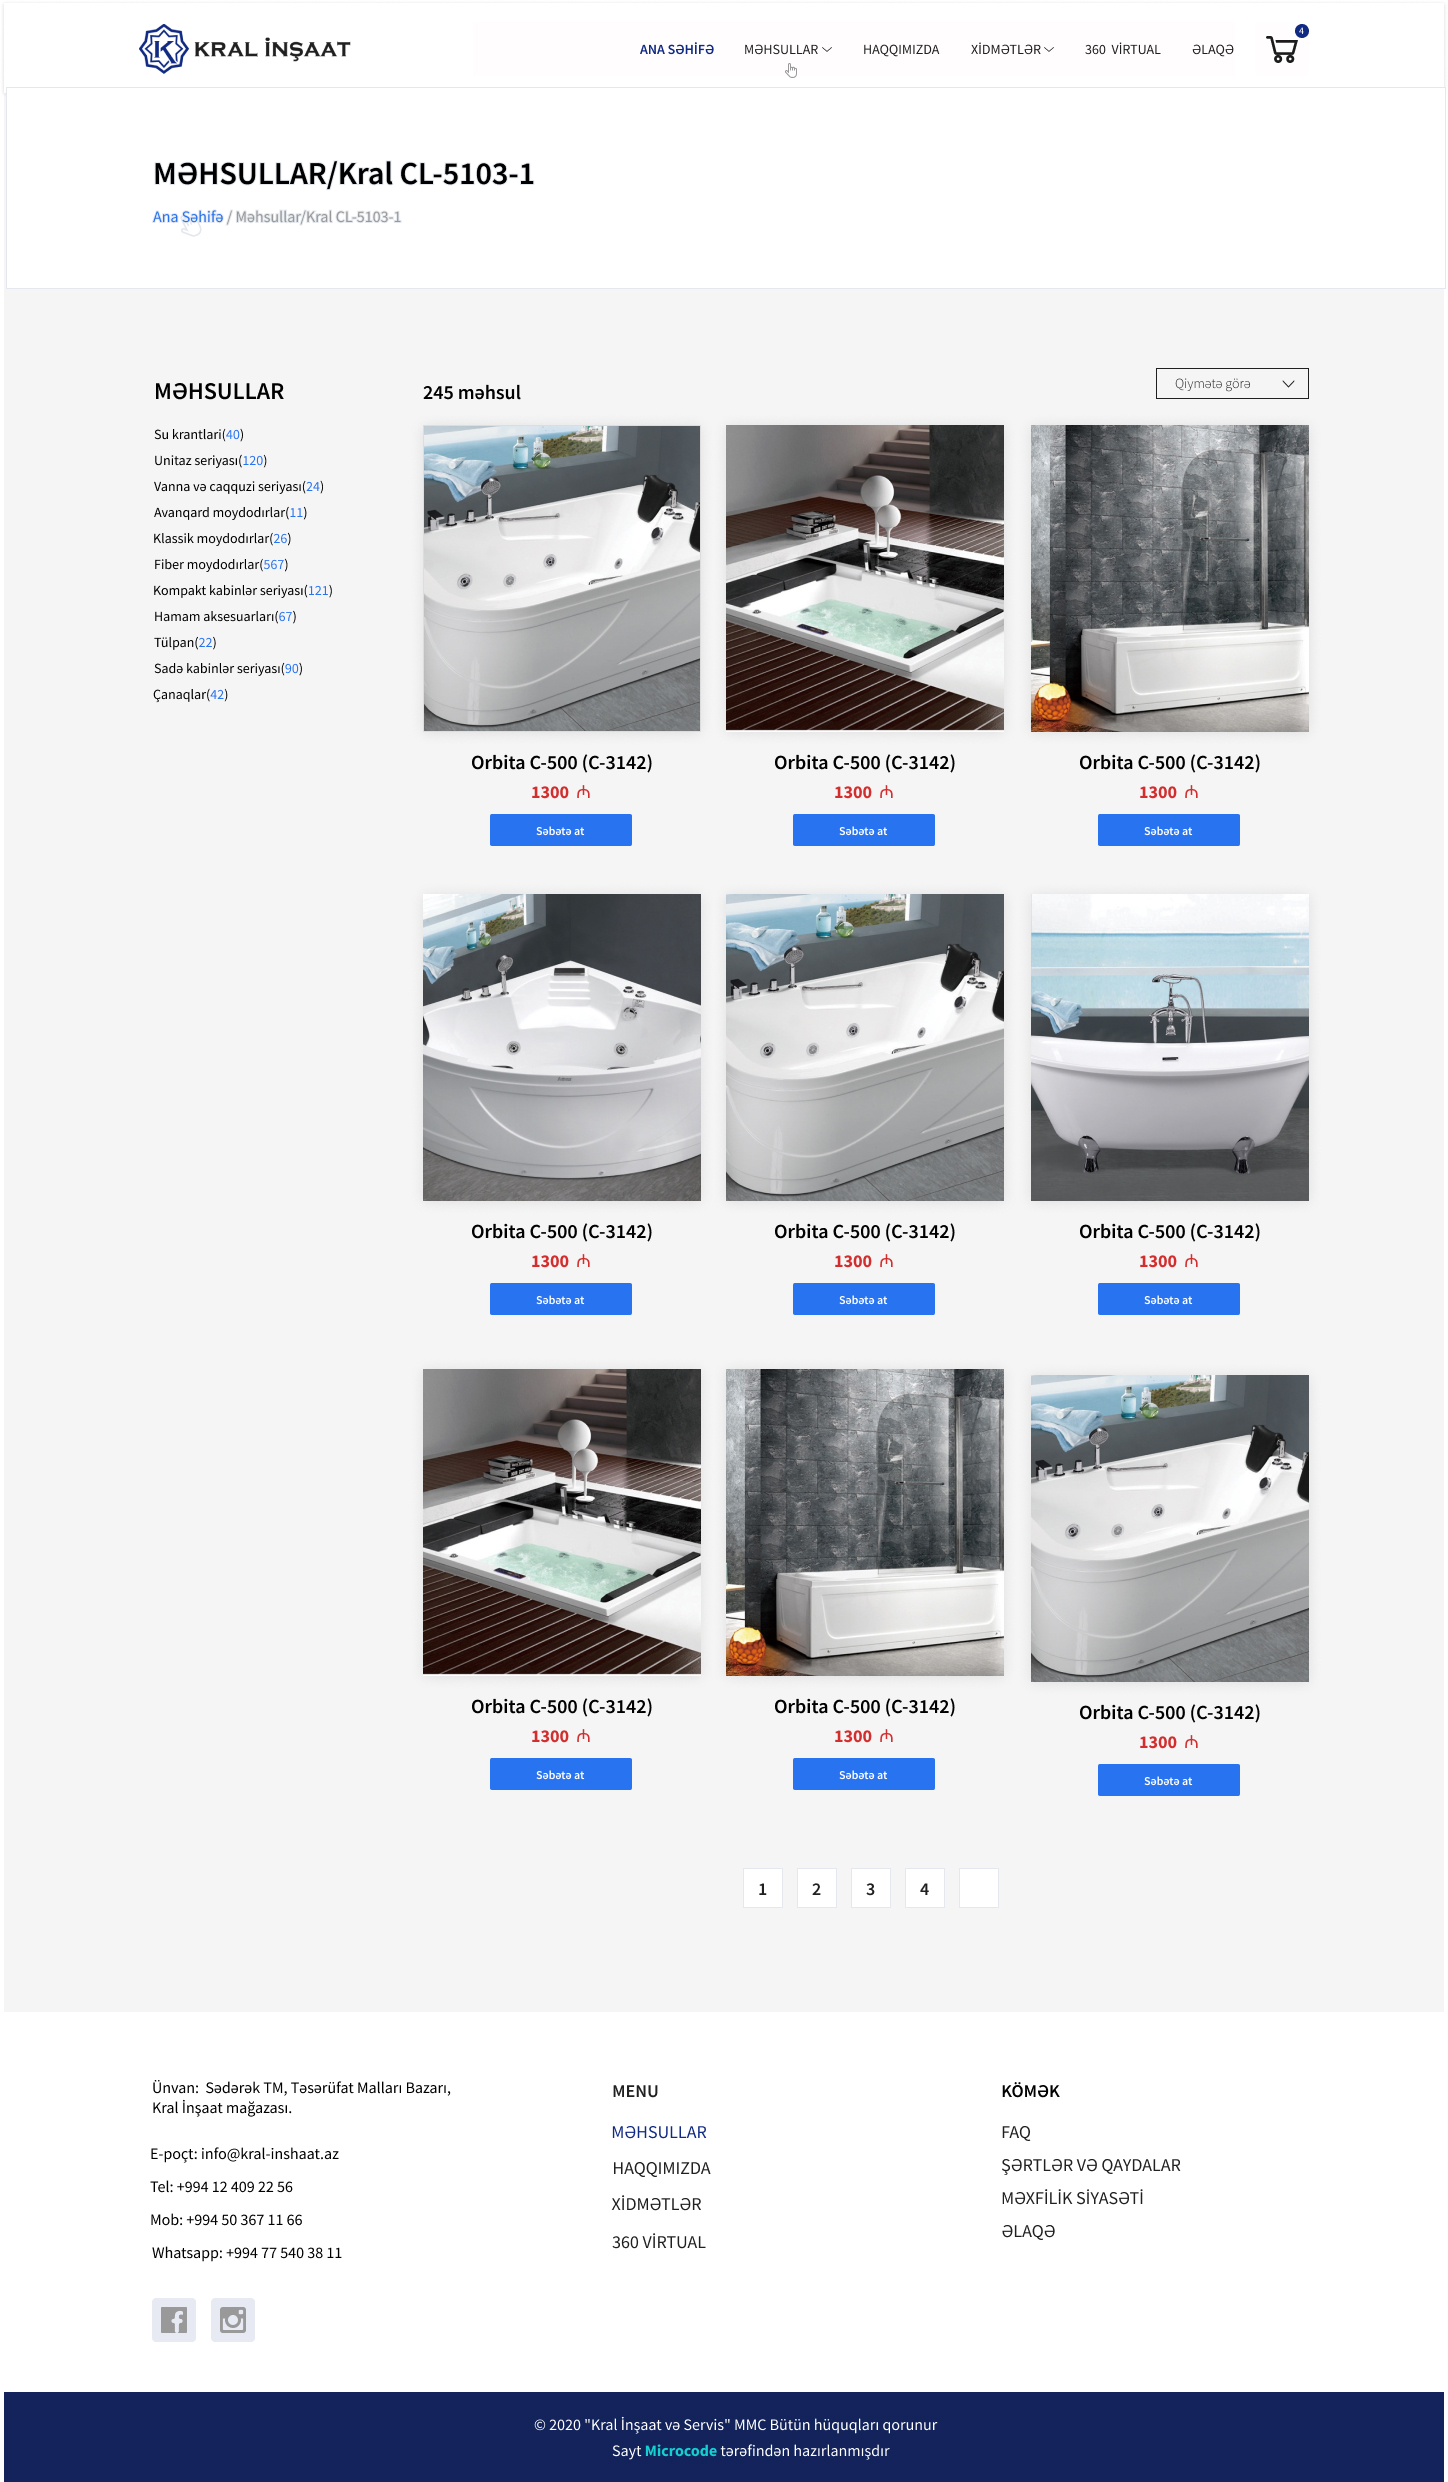 KRAL İNŞAAT
ANA SƏHİFƏ
MƏHSULLAR
HAQQIMIZDA
XİDMƏTLƏR
360 VİRTUAL
ƏLAQƏ
4
MƏHSULLAR/Kral CL-5103-1
Ana Səhifə / Məhsullar/Kral CL-5103-1
MƏHSULLAR
Su krantlari(40)
Unitaz seriyası(120)
Vanna və caqquzi seriyası(24)
Avanqard moydodırlar(11)
Klassik moydodırlar(26)
Fiber moydodırlar(567)
Kompakt kabinlər seriyası(121)
Hamam aksesuarları(67)
Tülpan(22)
Sadə kabinlər seriyası(90)
Çanaqlar(42)
245 məhsul
Qiymətə görə
Orbita C-500 (C-3142)
1300 ₼
Səbətə at
Orbita C-500 (C-3142)
1300 ₼
Səbətə at
Orbita C-500 (C-3142)
1300 ₼
Səbətə at
Orbita C-500 (C-3142)
1300 ₼
Səbətə at
Orbita C-500 (C-3142)
1300 ₼
Səbətə at
Orbita C-500 (C-3142)
1300 ₼
Səbətə at
Orbita C-500 (C-3142)
1300 ₼
Səbətə at
Orbita C-500 (C-3142)
1300 ₼
Səbətə at
Orbita C-500 (C-3142)
1300 ₼
Səbətə at
1 2 3 4
Ünvan: Sədərək TM, Təsərüfat Malları Bazarı,
Kral İnşaat mağazası.
E-poçt: info@kral-inshaat.az
Tel: +994 12 409 22 56
Mob: +994 50 367 11 66
Whatsapp: +994 77 540 38 11
MENU
MƏHSULLAR
HAQQIMIZDA
XİDMƏTLƏR
360 VİRTUAL
KÖMƏK
FAQ
ŞƏRTLƏR VƏ QAYDALAR
MƏXFİLİK SİYASƏTİ
ƏLAQƏ
© 2020 "Kral İnşaat və Servis" MMC Bütün hüquqları qorunur
Sayt Microcode tərəfindən hazırlanmışdır